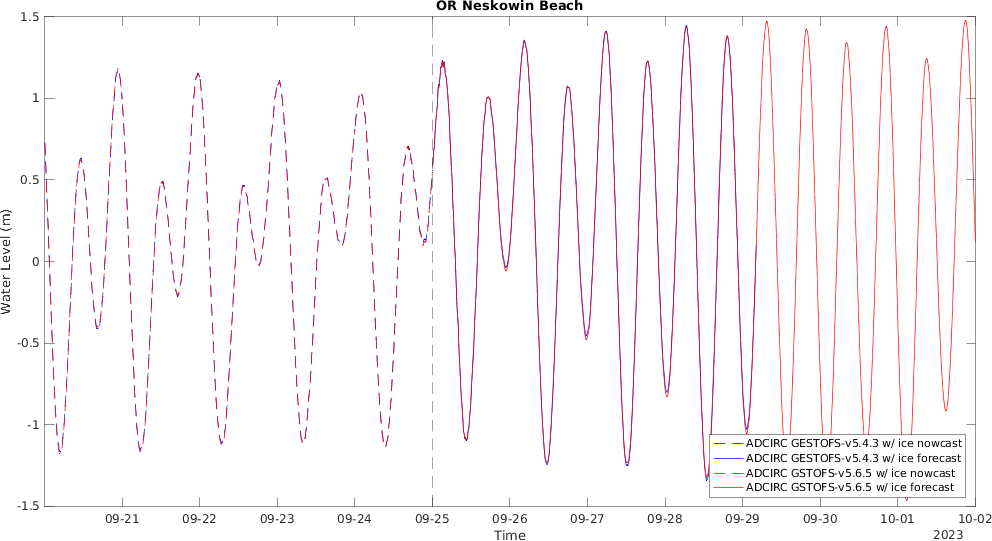 OR Neskowin Beach
1.5
1
0.5
0
-0.5
-1
-1.5
Water Level (m)
ADCIRC GESTOFS-v5.4.3 w/ ice nowcast
ADCIRC GESTOFS-v5.4.3 w/ ice forecast
ADCIRC GSTOFS-v5.6.5 w/ ice nowcast
ADCIRC GSTOFS-v5.6.5 w/ ice forecast
09-21 09-22 09-23 09-24 09-25 09-26 09-27 09-28 09-29 09-30 10-01 10-02
Time
2023